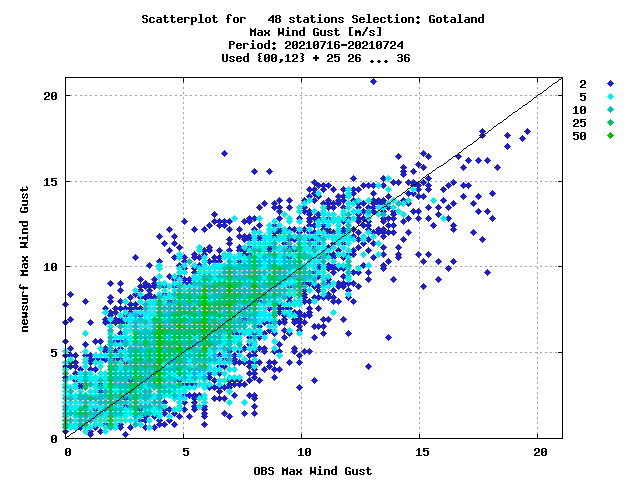 Scatterplot for   48 stations Selection: Gotaland
Max Wind Gust [m/s]
Period: 20210716-20210724
Used {00,12} + 25 26 ... 36
2
5
10
25
50
20
15
10
5
0
newsurf Max Wind Gust
0 5 10 15 20
OBS Max Wind Gust